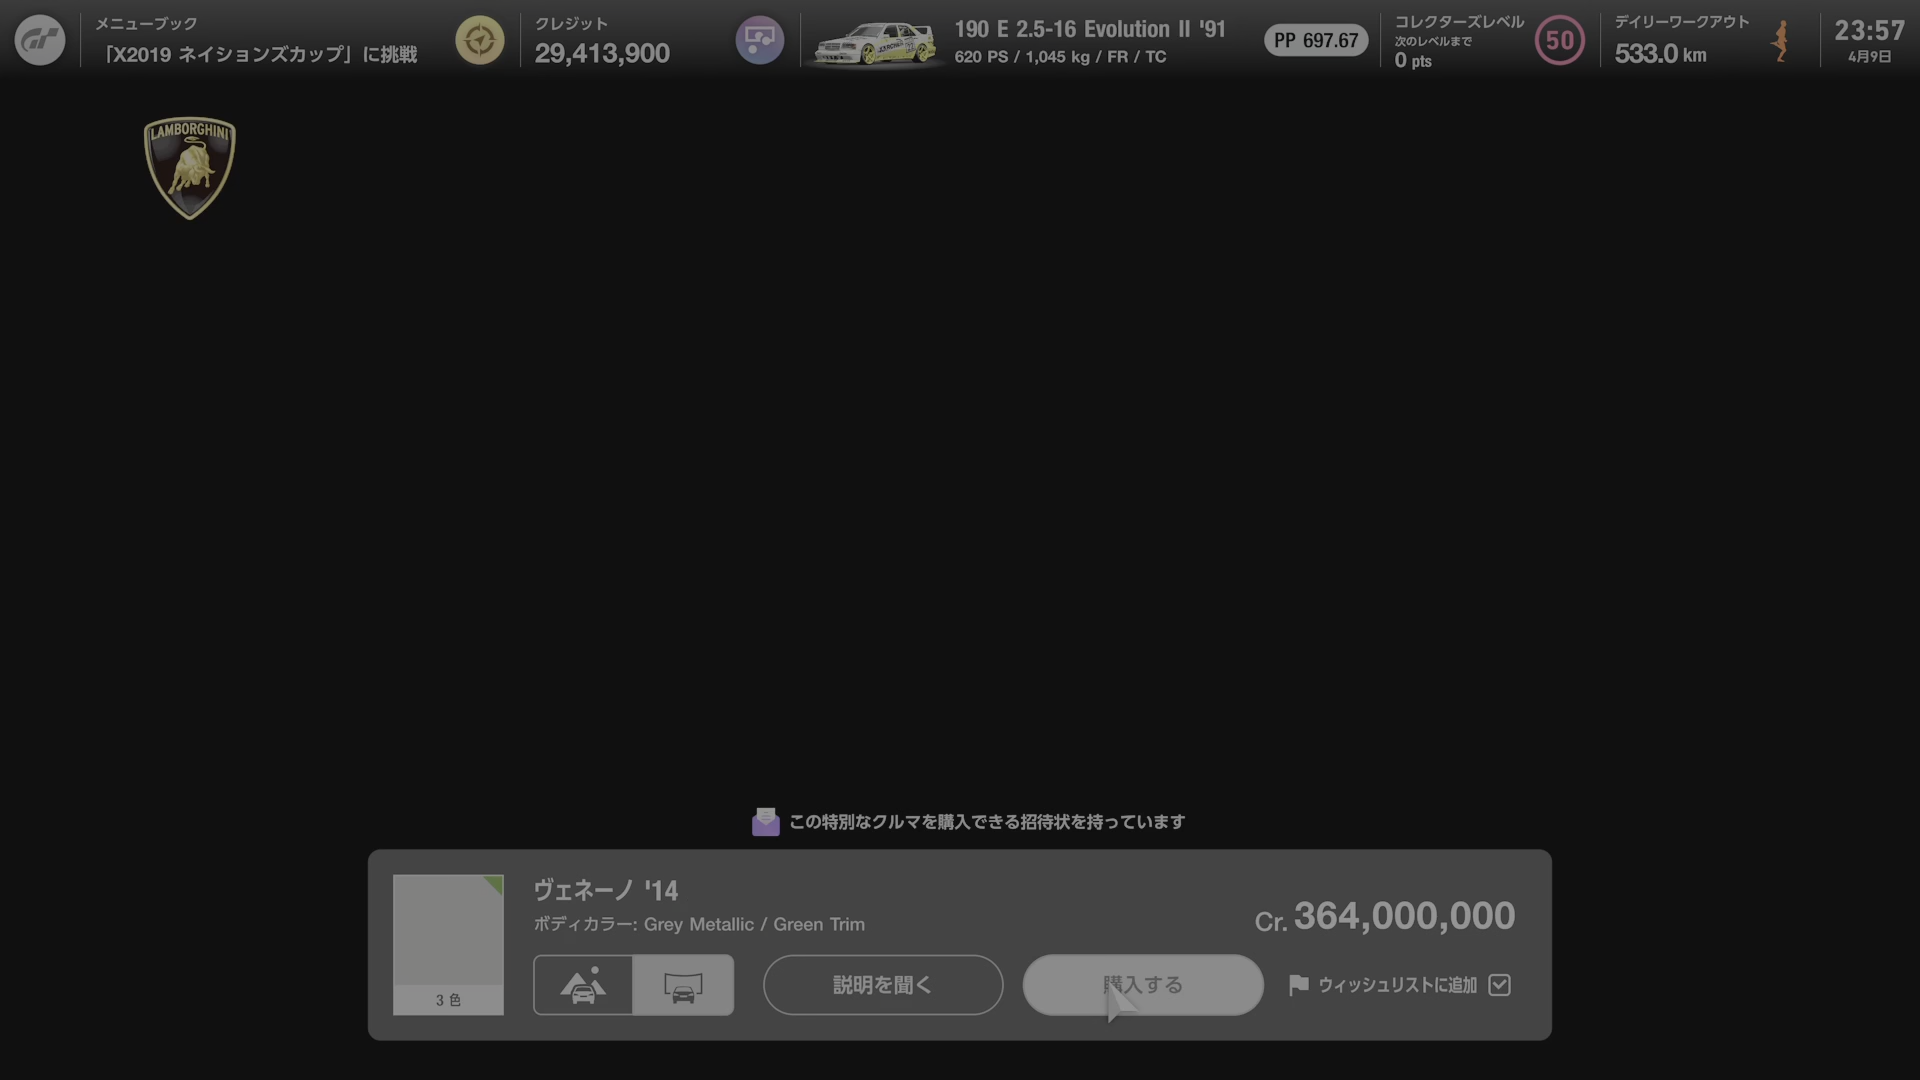 メニューブック
「X2019 ネイションズカップ」に挑戦
クレジット
29,413,900
190 E 2.5-16 Evolution II '91
620 PS / 1,045 kg / FR / TC
PP 697.67
コレクターズレベル
次のレベルまで
0 pts
50
デイリーワークアウト
533.0 km
23:57
4月9日
LAMBORGHINI
この特別なクルマを購入できる招待状を持っています
ヴェネーノ '14
ボディカラー: Grey Metallic / Green Trim
Cr. 364,000,000
3 色
説明を聞く
購入する
ウィッシュリストに追加